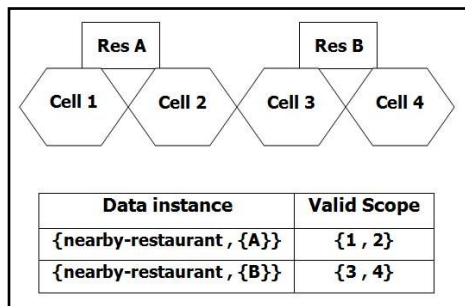 Res A Res B
Cell 1 Cell 2 Cell 3 Cell 4
Data instance Valid Scope
{nearby-restaurant , {A}} {1 , 2}
{nearby-restaurant , {B}} {3 , 4}